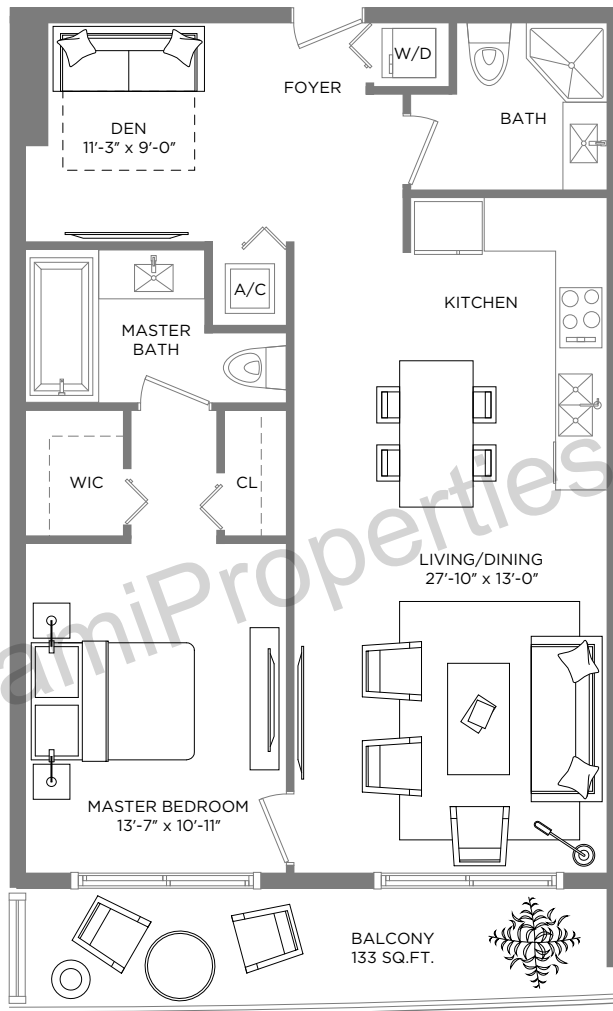 W/D
FOYER
BATH
DEN
11'-3" x 9'-0"
A/C
KITCHEN
MASTER
BATH
WIC
CL
LIVING/DINING
27'-10" x 13'-0"
amiProperties
MASTER BEDROOM
13'-7" x 10'-11"
BALCONY
133 SQ.FT.